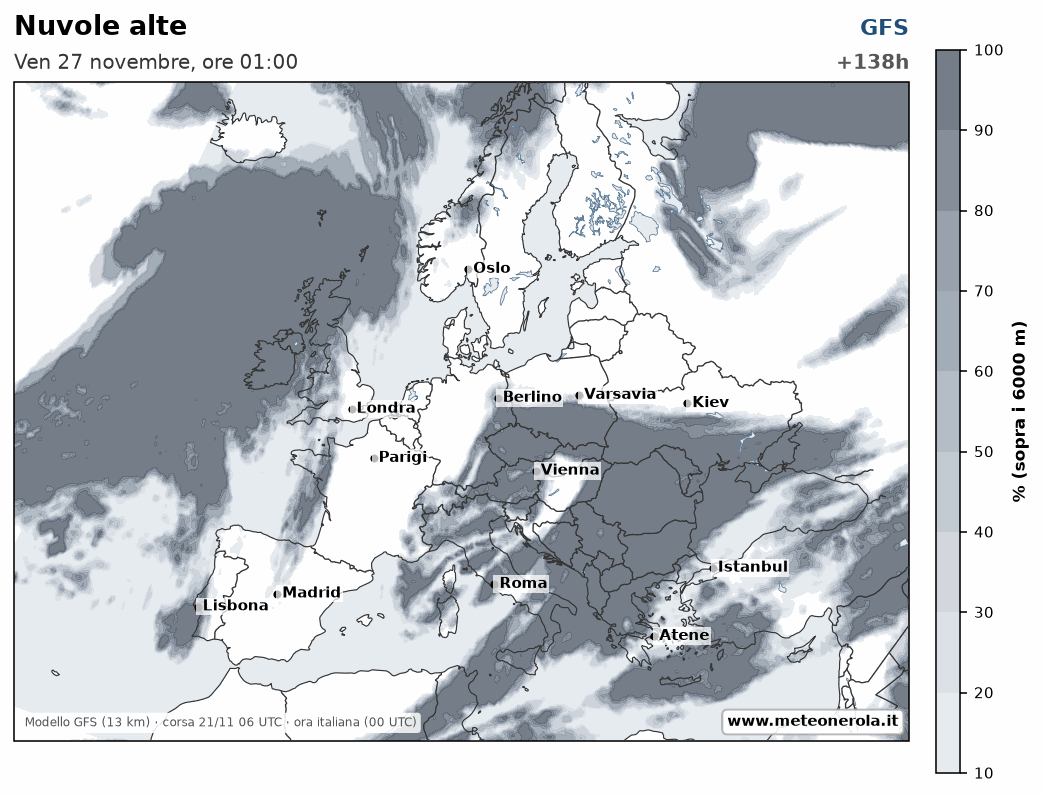 Nuvole alte
GFS
Ven 27 novembre, ore 01:00
+138h
Oslo
Londra
Berlino
Varsavia
Kiev
Parigi
Vienna
Istanbul
Roma
Madrid
Lisbona
Atene
Modello GFS (13 km) · corsa 21/11 06 UTC · ora italiana (00 UTC)
www.meteonerola.it
100
90
80
70
60
50
40
30
20
10
% (sopra i 6000 m)